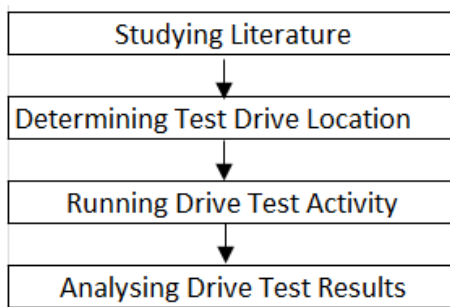 Studying Literature
Determining Test Drive Location
Running Drive Test Activity
Analysing Drive Test Results